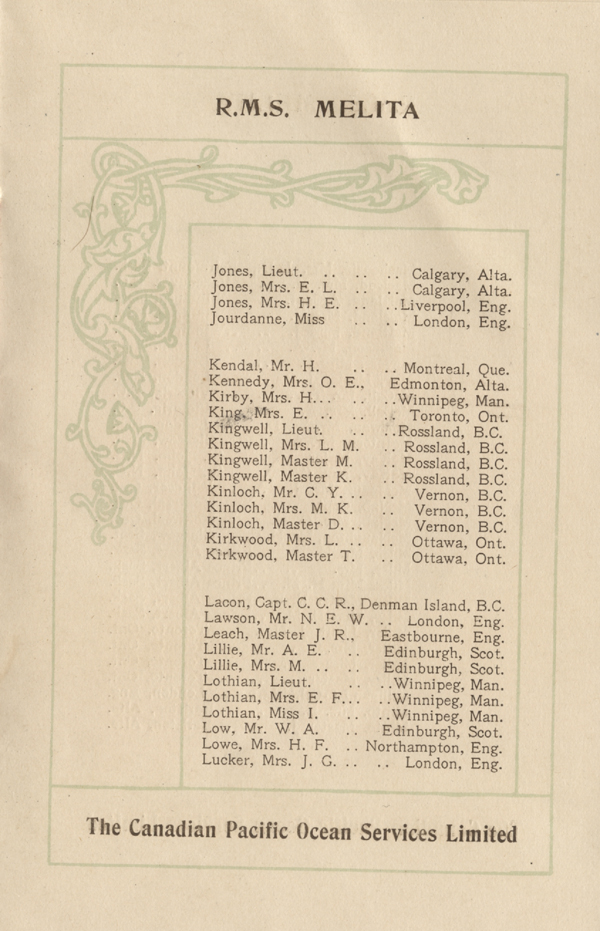 R.M.S. MELITA
Jones, Lieut. .. .. .. Calgary, Alta.
Jones, Mrs. E. L. .. .. Calgary, Alta.
Jones, Mrs. H. E. .. ..Liverpool, Eng.
Jourdanne, Miss .. .. London, Eng.
Kendal, Mr. H. .. .. Montreal, Que.
Kennedy, Mrs. O. E., Edmonton, Alta.
Kirby, Mrs. H... .. ..Winnipeg, Man.
King, Mrs. E. .. .. .. Toronto, Ont.
Kingwell, Lieut. .. ..Rossland, B.C.
Kingwell, Mrs. L. M. .. Rossland, B.C.
Kingwell, Master M. .. Rossland, B.C.
Kingwell, Master K. .. Rossland, B.C.
Kinloch, Mr. C. Y. .. .. Vernon, B.C.
Kinloch, Mrs. M. K. .. Vernon, B.C.
Kinloch, Master D. .. .. Vernon, B.C.
Kirkwood, Mrs. L. .. .. Ottawa, Ont.
Kirkwood, Master T. .. Ottawa, Ont.
Lacon, Capt. C. C. R., Denman Island, B.C.
Lawson, Mr. N. E. W. .. London, Eng.
Leach, Master J. R., Eastbourne, Eng.
Lillie, Mr. A. E. .. Edinburgh, Scot.
Lillie, Mrs. M. .. .. Edinburgh, Scot.
Lothian, Lieut. .. ..Winnipeg, Man.
Lothian, Mrs. E. F... ..Winnipeg, Man.
Lothian, Miss I. .. ..Winnipeg, Man.
Low, Mr. W. A. .. Edinburgh, Scot.
Lowe, Mrs. H. F. .. Northampton, Eng.
Lucker, Mrs. J. G. .. .. London, Eng.
The Canadian Pacific Ocean Services Limited